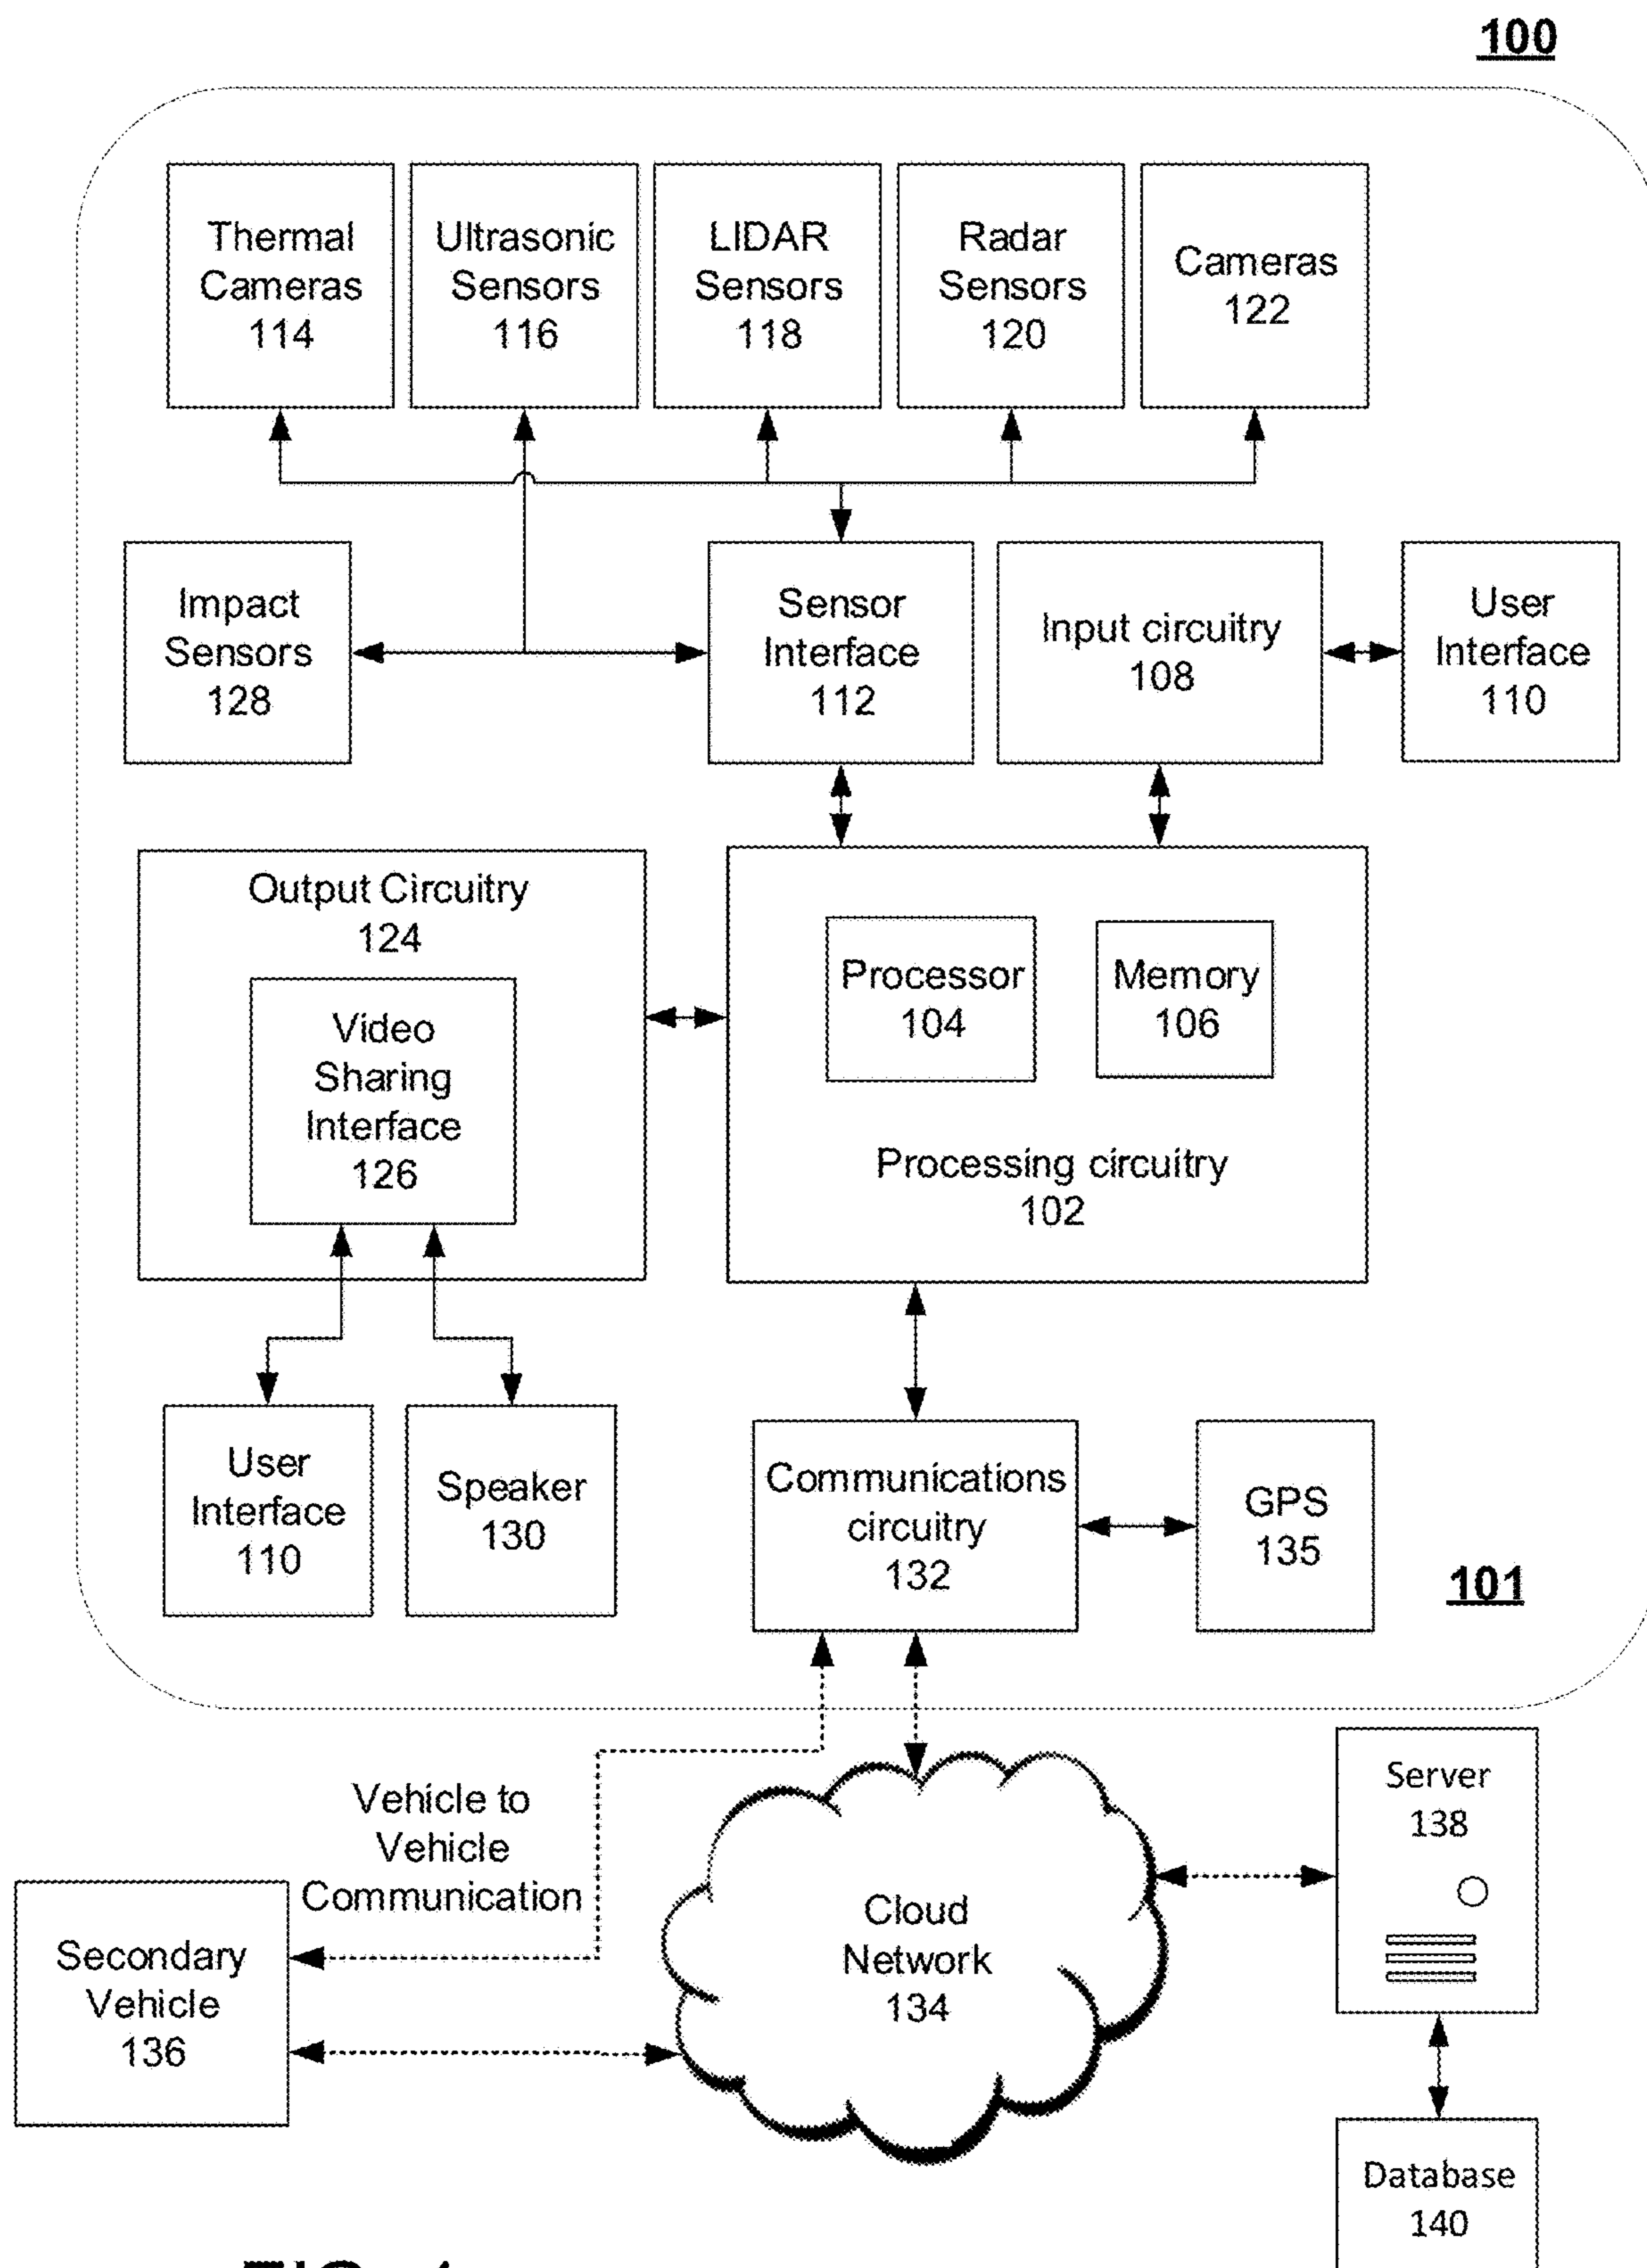 100
Thermal
Cameras
114
Ultrasonic
Sensors
116
LIDAR
Sensors
118
Radar
Sensors
120
Cameras
122
Impact
Sensors
128
Sensor
Interface
112
Input circuitry
108
User
Interface
110
Output Circuitry
124
Video
Sharing
Interface
126
Processor
104
Memory
106
Processing circuitry
102
User
Interface
110
Speaker
130
Communications
circuitry
132
GPS
135
101
Vehicle to
Vehicle
Communication
Secondary
Vehicle
136
Cloud
Network
134
Server
138
Database
140